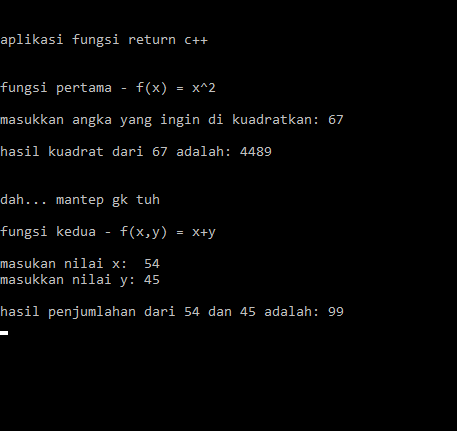 aplikasi fungsi return c++
fungsi pertama - f(x) = x^2
masukkan angka yang ingin di kuadratkan: 67
hasil kuadrat dari 67 adalah: 4489
dah... mantep gk tuh
fungsi kedua - f(x,y) = x+y
masukan nilai x:  54
masukkan nilai y: 45
hasil penjumlahan dari 54 dan 45 adalah: 99